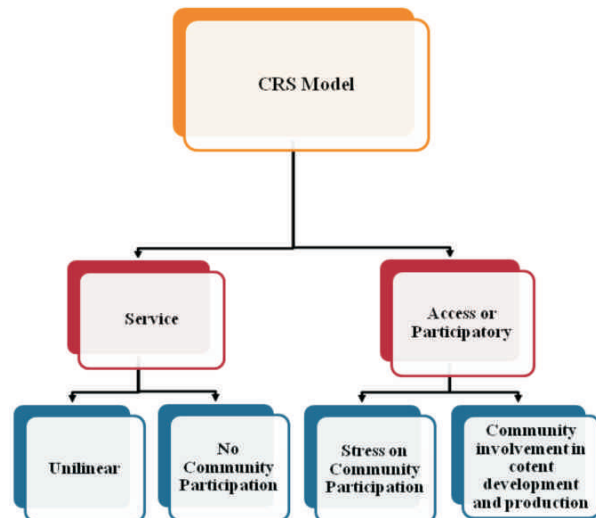 CRS Model
Service
Access or
Participatory
Unilinear
No
Community
Participation
Stress on
Community
Participation
Community
involvement in
cotent
development
and production